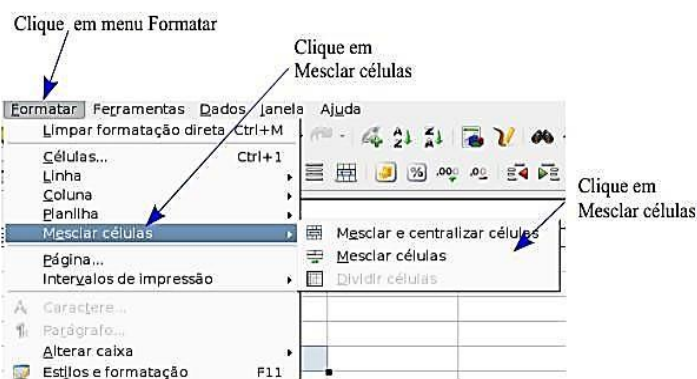 Clique em menu Formatar
Clique em
Mesclar células
Formatar Ferramentas Dados Janela Ajuda
Limpar formatação direta Ctrl+M
Células... Ctrl+1
Linha
Coluna
Planilha
Mesclar células
Mesclar e centralizar células
Mesclar células
Dividir células
Clique em
Mesclar células
Página...
Intervalos de impressão
Caractere...
Parágrafo...
Alterar caixa
Estilos e formatação F11